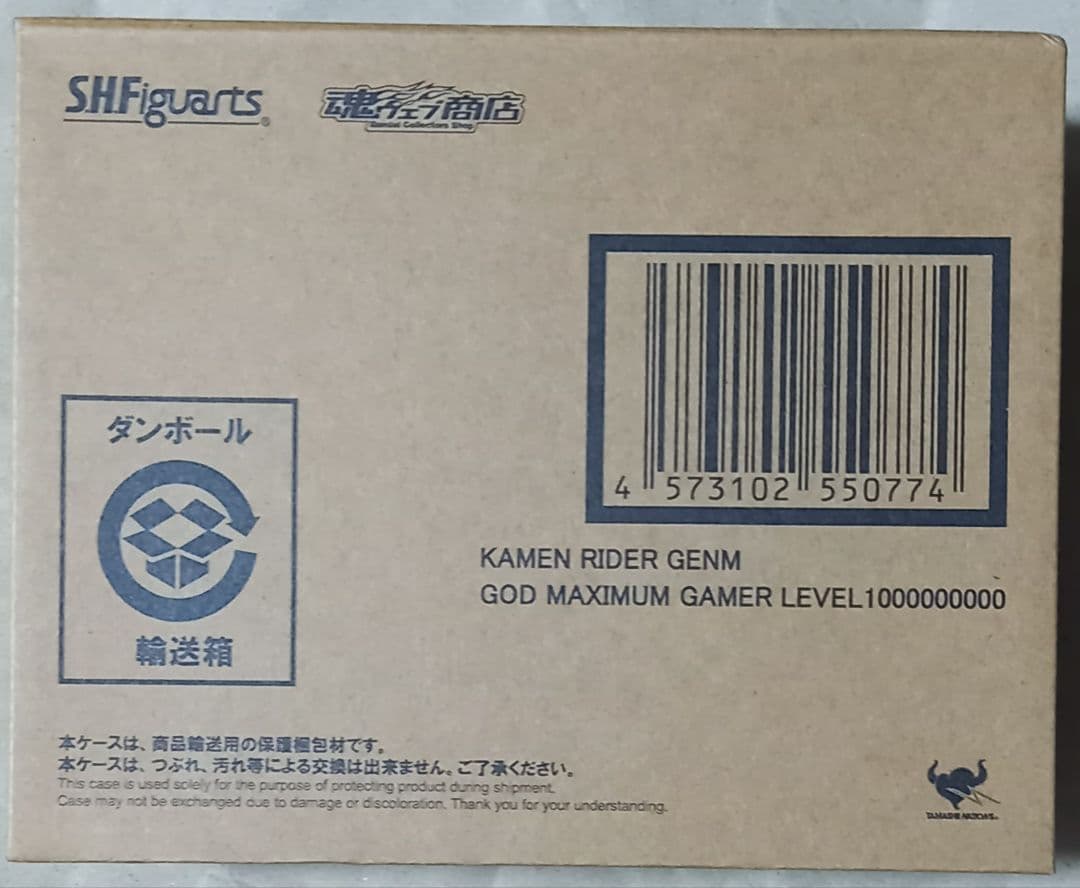 S.H.Figuarts®
魂ウェブ商店
Bandai Collectors Shop
4 573102 550774
KAMEN RIDER GENM
GOD MAXIMUM GAMER LEVEL1000000000
ダンボール
輸送箱
本ケースは、商品輸送用の保護梱包材です。
本ケースは、つぶれ、汚れ等による交換は出来ません。ご了承ください。
This case is used solely for the purpose of protecting product during shipment.
Case may not be exchanged due to damage or discoloration. Thank you for your understanding.
TAMASHII NATIONS